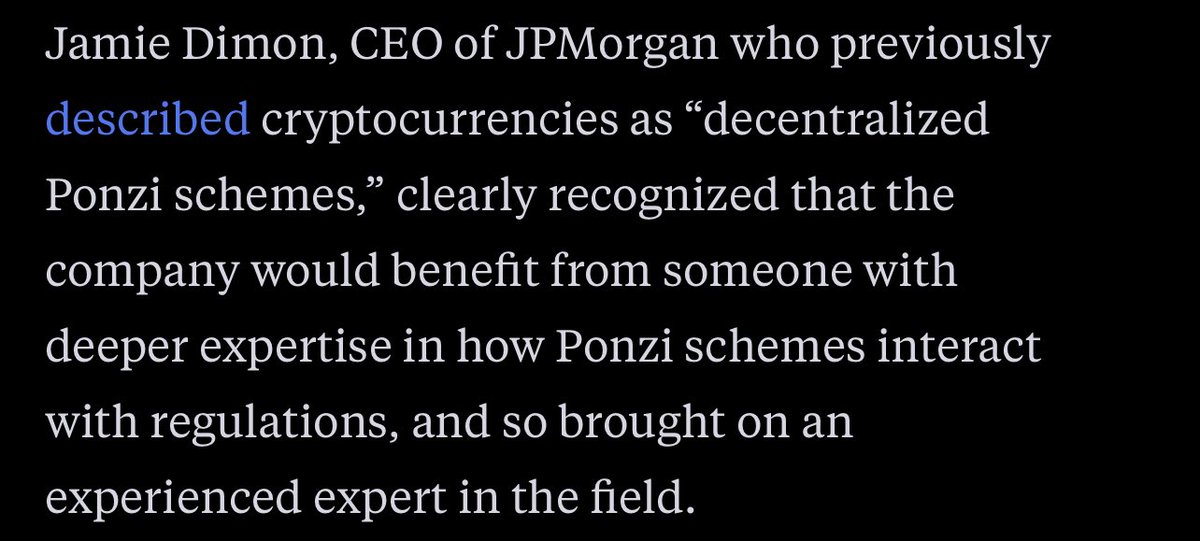 Jamie Dimon, CEO of JPMorgan who previously
described cryptocurrencies as “decentralized
Ponzi schemes,” clearly recognized that the
company would benefit from someone with
deeper expertise in how Ponzi schemes interact
with regulations, and so brought on an
experienced expert in the field.